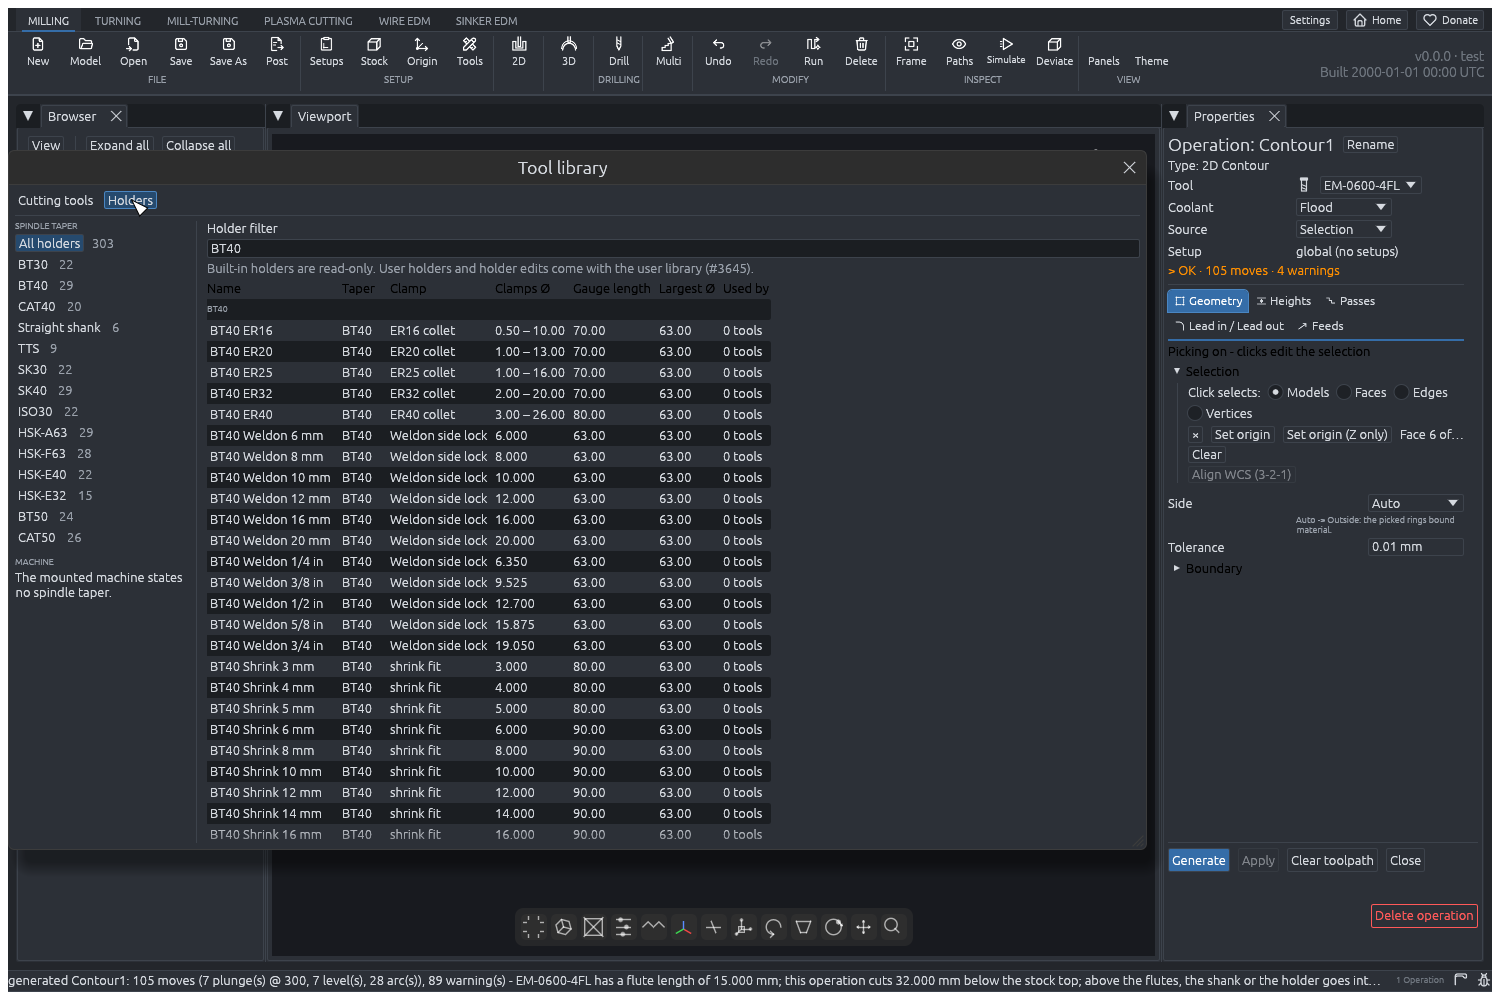 MILLING TURNING MILL-TURNING PLASMA CUTTING WIRE EDM SINKER EDM Settings Home Donate
New Model Open Save Save As Post Setups Stock Origin Tools 2D 3D Drill Multi Undo Redo Run Delete Frame Paths Simulate Deviate Panels Theme
FILE SETUP DRILLING MODIFY INSPECT VIEW
v0.0.0 · test
Built 2000-01-01 00:00 UTC
Browser
View Expand all Collapse all
Viewport
Tool library
Cutting tools Holders
SPINDLE TAPER
All holders 303
BT30 22
BT40 29
CAT40 20
Straight shank 6
TTS 9
SK30 22
SK40 29
ISO30 22
HSK-A63 29
HSK-F63 28
HSK-E40 22
HSK-E32 15
BT50 24
CAT50 26
MACHINE
The mounted machine states
no spindle taper.
Holder filter
BT40
Built-in holders are read-only. User holders and holder edits come with the user library (#3645).
Name Taper Clamp Clamps Ø Gauge length Largest Ø Used by
BT40
BT40 ER16 BT40 ER16 collet 0.50 – 10.00 70.00 63.00 0 tools
BT40 ER20 BT40 ER20 collet 1.00 – 13.00 70.00 63.00 0 tools
BT40 ER25 BT40 ER25 collet 1.00 – 16.00 70.00 63.00 0 tools
BT40 ER32 BT40 ER32 collet 2.00 – 20.00 70.00 63.00 0 tools
BT40 ER40 BT40 ER40 collet 3.00 – 26.00 80.00 63.00 0 tools
BT40 Weldon 6 mm BT40 Weldon side lock 6.000 63.00 63.00 0 tools
BT40 Weldon 8 mm BT40 Weldon side lock 8.000 63.00 63.00 0 tools
BT40 Weldon 10 mm BT40 Weldon side lock 10.000 63.00 63.00 0 tools
BT40 Weldon 12 mm BT40 Weldon side lock 12.000 63.00 63.00 0 tools
BT40 Weldon 16 mm BT40 Weldon side lock 16.000 63.00 63.00 0 tools
BT40 Weldon 20 mm BT40 Weldon side lock 20.000 63.00 63.00 0 tools
BT40 Weldon 1/4 in BT40 Weldon side lock 6.350 63.00 63.00 0 tools
BT40 Weldon 3/8 in BT40 Weldon side lock 9.525 63.00 63.00 0 tools
BT40 Weldon 1/2 in BT40 Weldon side lock 12.700 63.00 63.00 0 tools
BT40 Weldon 5/8 in BT40 Weldon side lock 15.875 63.00 63.00 0 tools
BT40 Weldon 3/4 in BT40 Weldon side lock 19.050 63.00 63.00 0 tools
BT40 Shrink 3 mm BT40 shrink fit 3.000 80.00 63.00 0 tools
BT40 Shrink 4 mm BT40 shrink fit 4.000 80.00 63.00 0 tools
BT40 Shrink 5 mm BT40 shrink fit 5.000 80.00 63.00 0 tools
BT40 Shrink 6 mm BT40 shrink fit 6.000 90.00 63.00 0 tools
BT40 Shrink 8 mm BT40 shrink fit 8.000 90.00 63.00 0 tools
BT40 Shrink 10 mm BT40 shrink fit 10.000 90.00 63.00 0 tools
BT40 Shrink 12 mm BT40 shrink fit 12.000 90.00 63.00 0 tools
BT40 Shrink 14 mm BT40 shrink fit 14.000 90.00 63.00 0 tools
BT40 Shrink 16 mm BT40 shrink fit 16.000 90.00 63.00 0 tools
Properties
Operation: Contour1 Rename
Type: 2D Contour
Tool EM-0600-4FL
Coolant Flood
Source Selection
Setup global (no setups)
> OK · 105 moves · 4 warnings
Geometry Heights Passes
Lead in / Lead out Feeds
Picking on - clicks edit the selection
Selection
Click selects: Models Faces Edges
Vertices
× Set origin Set origin (Z only) Face 6 of…
Clear
Align WCS (3-2-1)
Side Auto
Auto -> Outside: the picked rings bound
material.
Tolerance 0.01 mm
Boundary
Generate Apply Clear toolpath Close
Delete operation
generated Contour1: 105 moves (7 plunge(s) @ 300, 7 level(s), 28 arc(s)), 89 warning(s) - EM-0600-4FL has a flute length of 15.000 mm; this operation cuts 32.000 mm below the stock top; above the flutes, the shank or the holder goes int… 1 Operation